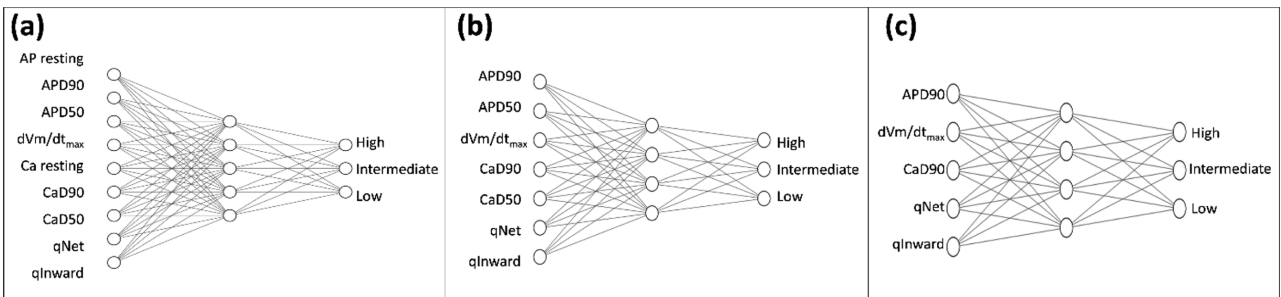 (a)
AP resting
APD90
APD50
dVm/dtmax
Ca resting
CaD90
CaD50
qNet
qInward
High
Intermediate
Low
(b)
APD90
APD50
dVm/dtmax
CaD90
CaD50
qNet
qInward
High
Intermediate
Low
(c)
APD90
dVm/dtmax
CaD90
qNet
qInward
High
Intermediate
Low